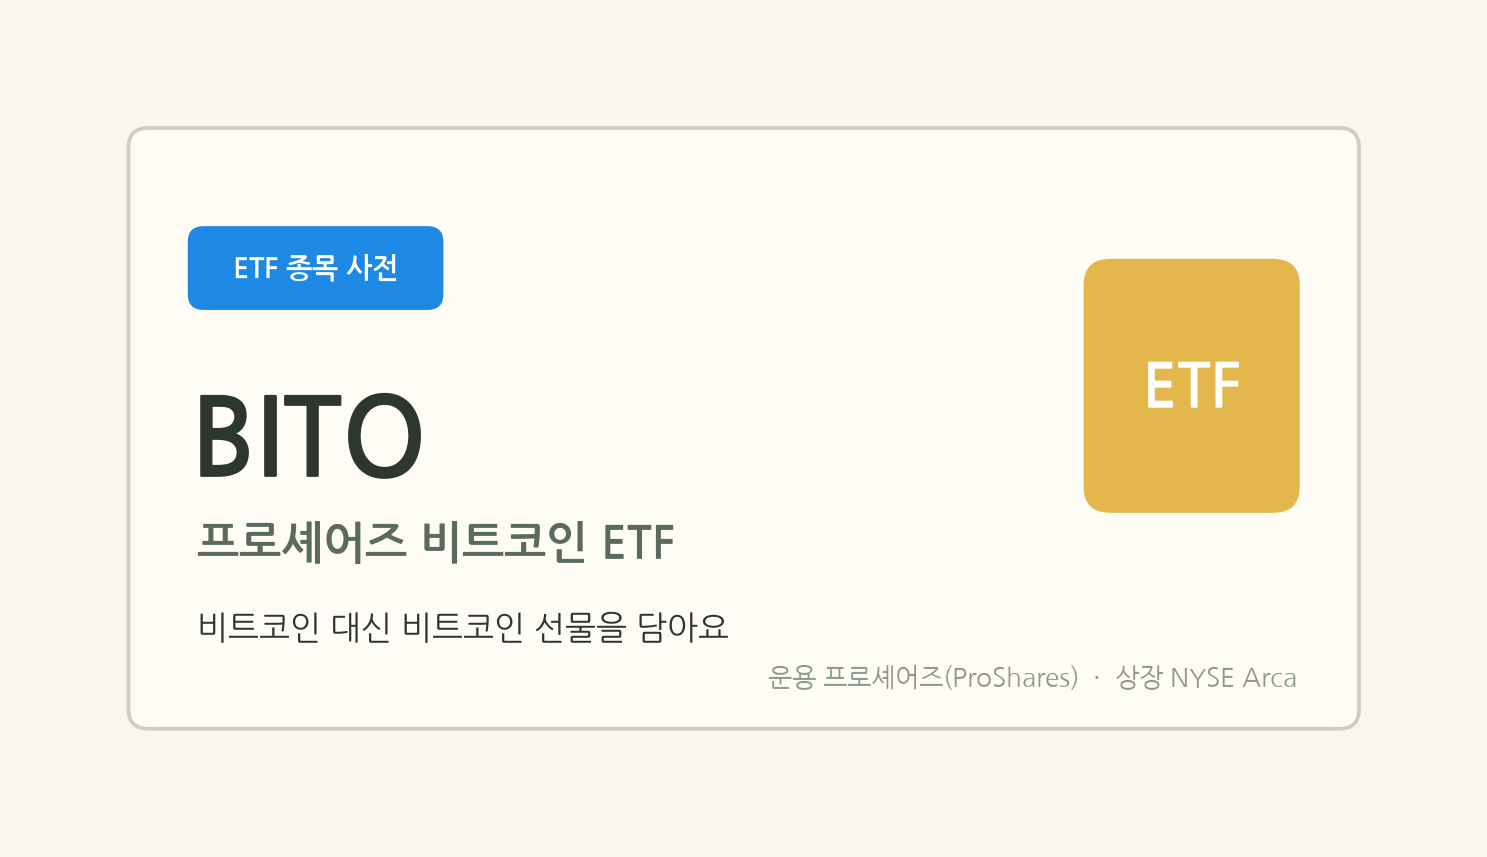 ETF 종목 사전
BITO
프로셰어즈 비트코인 ETF
비트코인 대신 비트코인 선물을 담아요
ETF
운용 프로셰어즈(ProShares) · 상장 NYSE Arca